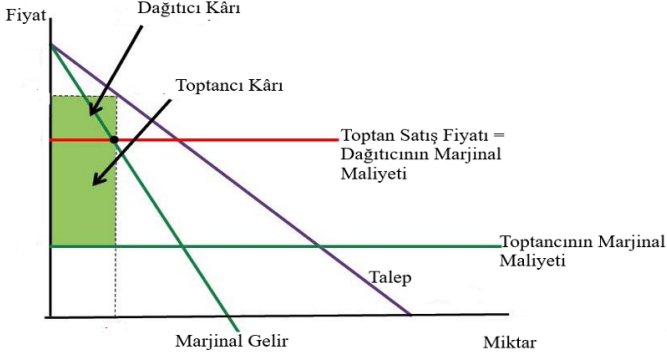 Fiyat
Dağıtıcı Kârı
Toptancı Kârı
Toptan Satış Fiyatı =
Dağıtıcının Marjinal
Maliyeti
Toptancının Marjinal
Maliyeti
Talep
Marjinal Gelir
Miktar